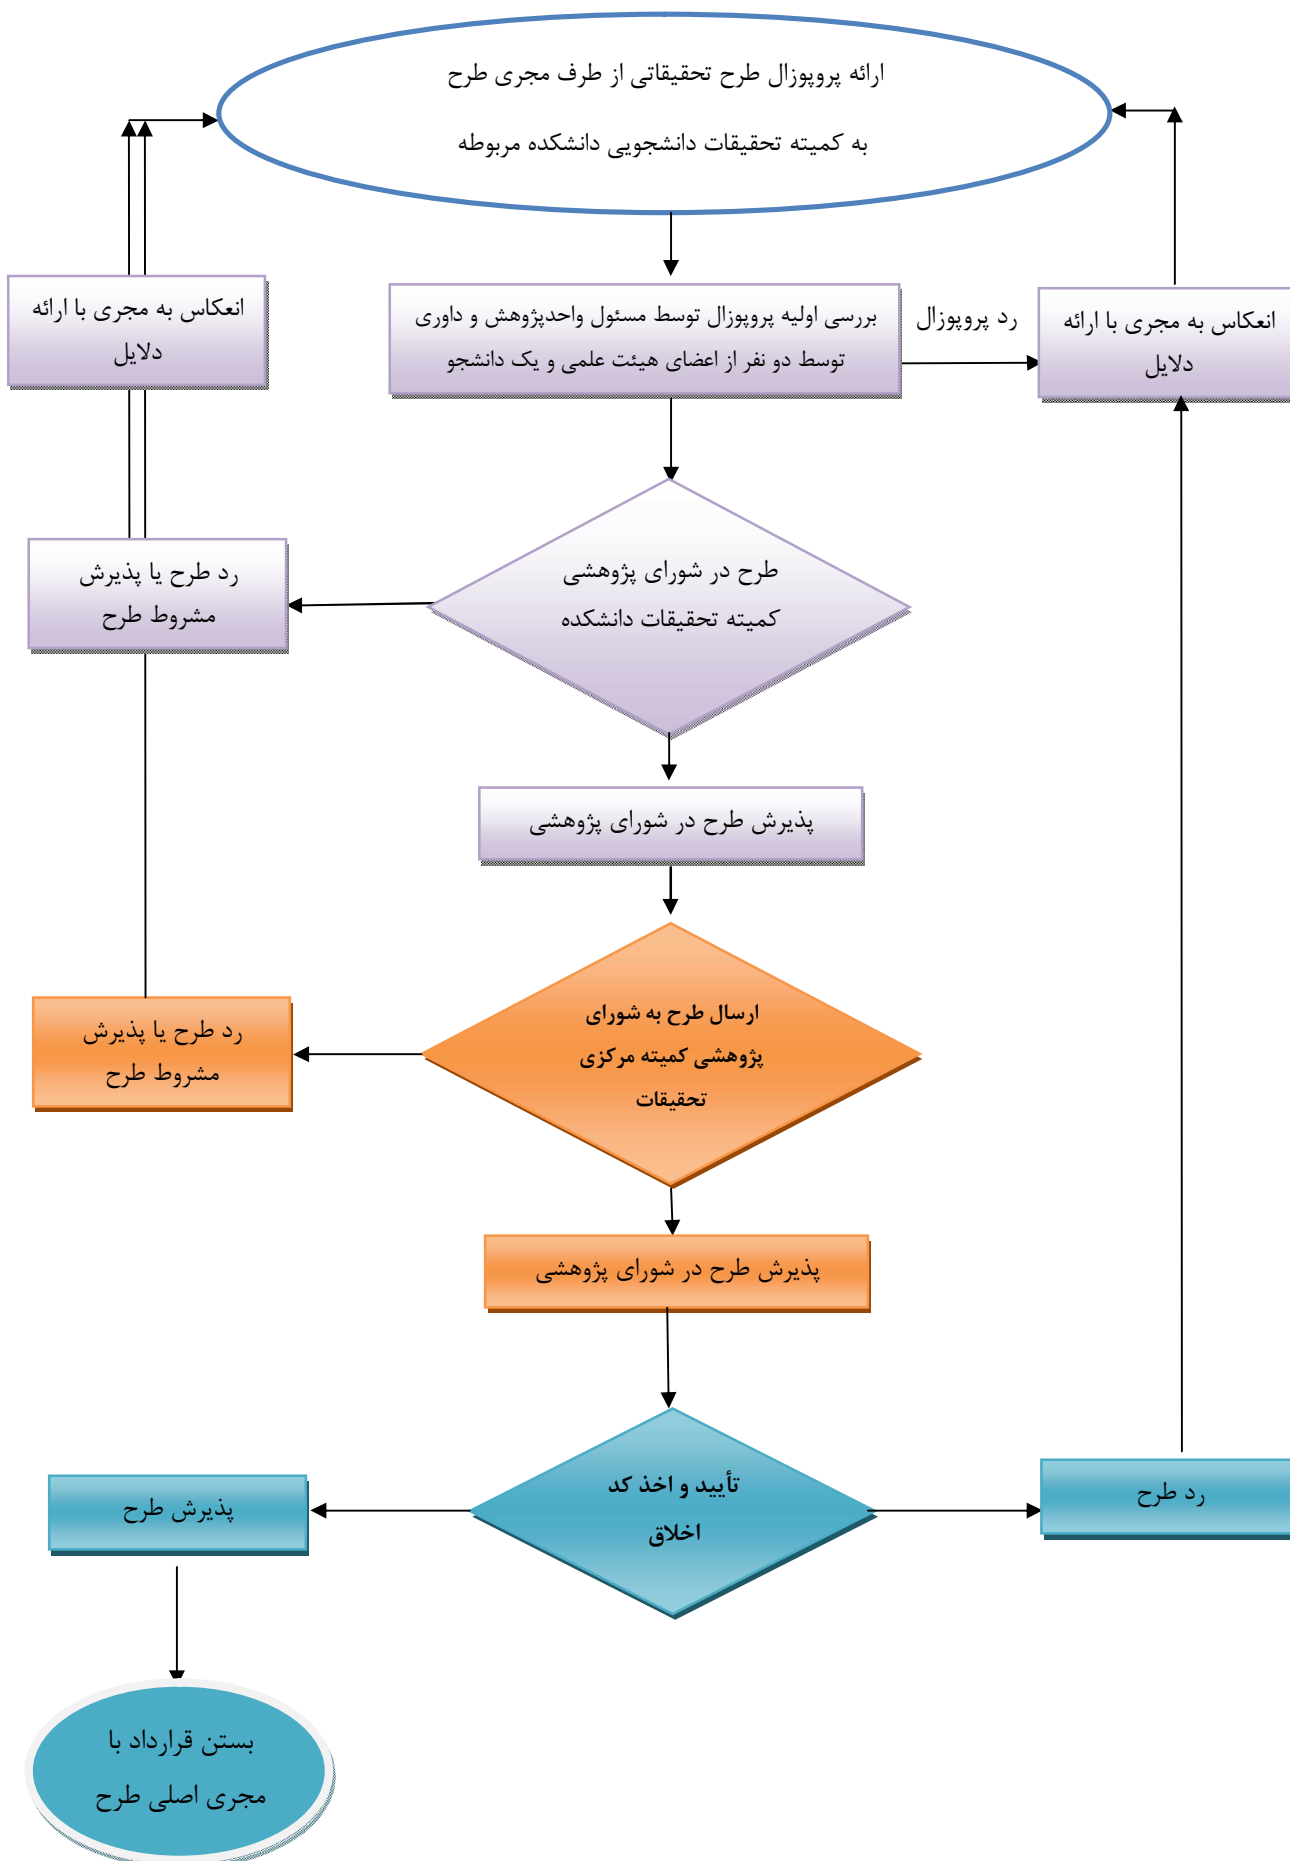 ارائه پروپوزال طرح تحقیقاتی از طرف مجری طرح
به کمیته تحقیقات دانشجویی دانشکده مربوطه
انعکاس به مجری با ارائه
دلایل
بررسی اولیه پروپوزال توسط مسئول واحدپژوهش و داوری
توسط دو نفر از اعضای هیئت علمی و یک دانشجو
رد پروپوزال
انعکاس به مجری با ارائه
دلایل
طرح در شورای پژوهشی
کمیته تحقیقات دانشکده
رد طرح یا پذیرش
مشروط طرح
پذیرش طرح در شورای پژوهشی
ارسال طرح به شورای
پژوهشی کمیته مرکزی
تحقیقات
رد طرح یا پذیرش
مشروط طرح
پذیرش طرح در شورای پژوهشی
تأیید و اخذ کد
اخلاق
رد طرح
پذیرش طرح
بستن قرارداد با
مجری اصلی طرح